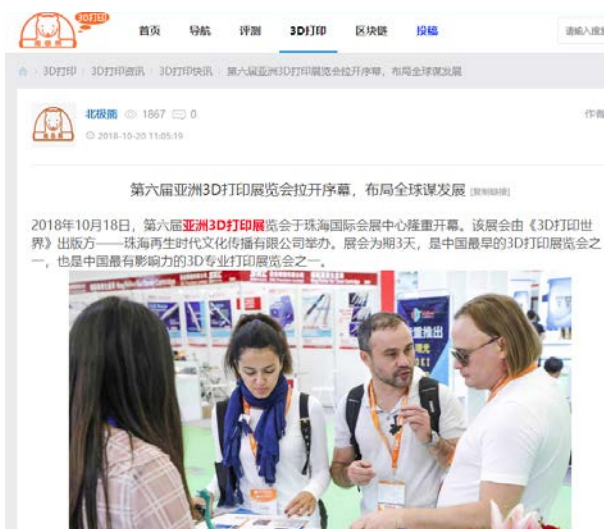 3D打印
首页 导航 评测 3D打印 区块链 投稿
3D打印 3D打印资讯 3D打印快讯 第六届亚洲3D打印展览会拉开序幕，布局全球谋发展
北极熊 1867 0
作者
2018-10-20 11:05:19
第六届亚洲3D打印展览会拉开序幕，布局全球谋发展 [复制链接]
2018年10月18日，第六届亚洲3D打印展览会于珠海国际会展中心隆重开幕。该展会由《3D打印世
界》出版方——珠海再生时代文化传播有限公司举办。展会为期3天，是中国最早的3D打印展览会之
一，也是中国最有影响力的3D专业打印展览会之一。
重推出